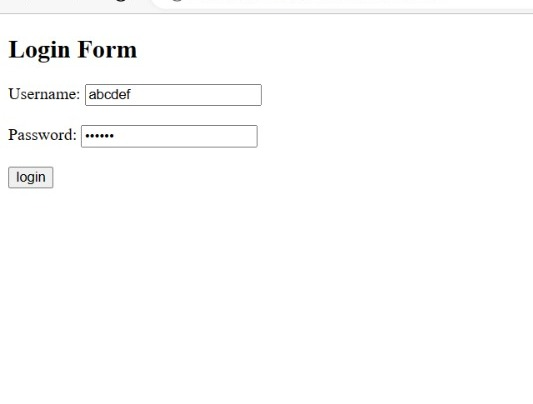 Login Form
Username: abcdef
Password: ••••••
login